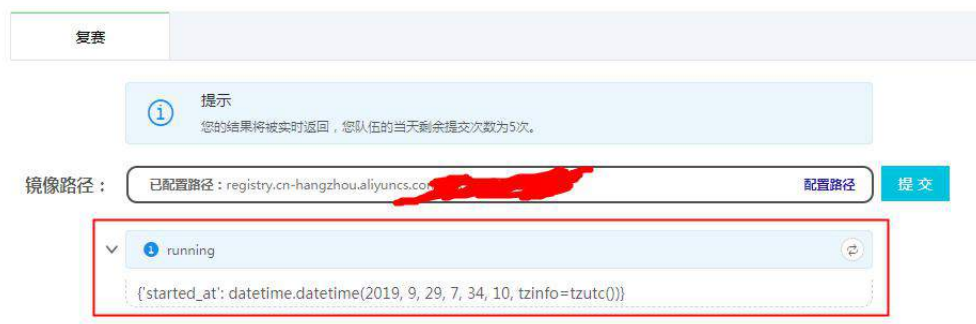 复赛
提示
您的结果将被实时返回，您队伍的当天剩余提交次数为5次。
镜像路径： 已配置路径：registry.cn-hangzhou.aliyuncs.co 配置路径 提 交
running
{'started_at': datetime.datetime(2019, 9, 29, 7, 34, 10, tzinfo=tzutc())}